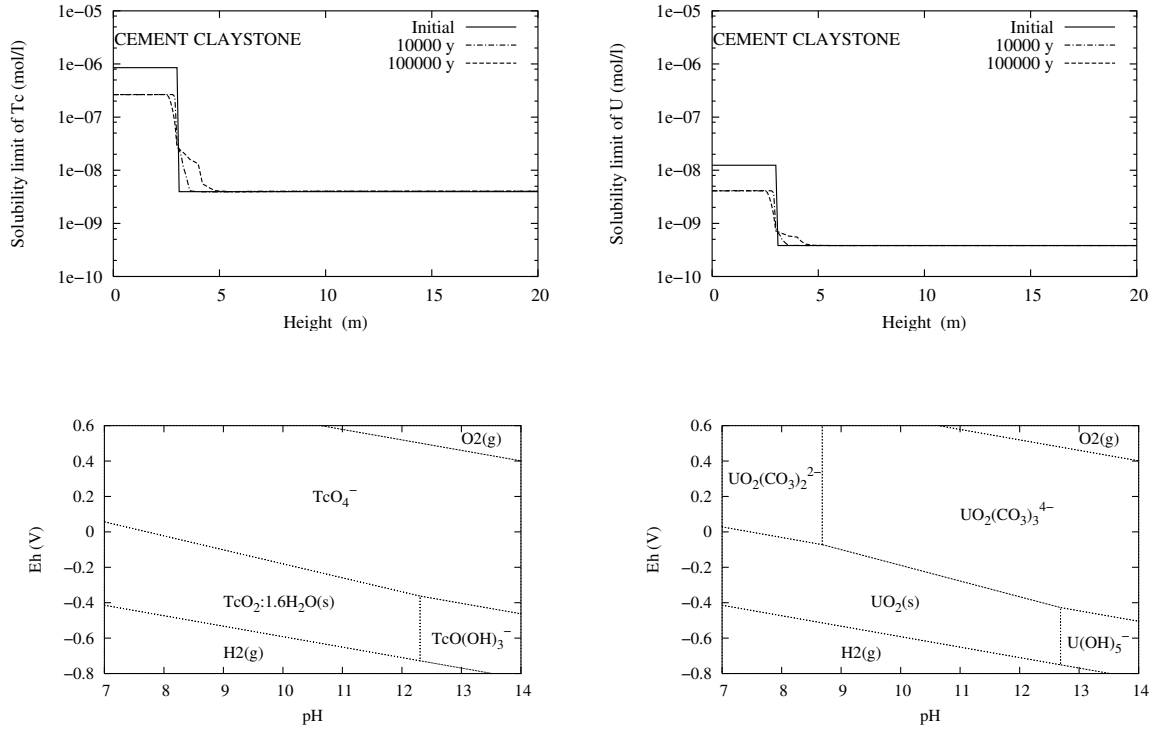 Solubility limit of Tc (mol/l)
1e−05
1e−06
1e−07
1e−08
1e−09
1e−10
CEMENT CLAYSTONE
Initial
10000 y
100000 y
0 5 10 15 20
Height (m)
Solubility limit of U (mol/l)
1e−05
1e−06
1e−07
1e−08
1e−09
1e−10
CEMENT CLAYSTONE
Initial
10000 y
100000 y
0 5 10 15 20
Height (m)
Eh (V)
0.6
0.4
0.2
0
−0.2
−0.4
−0.6
−0.8
O2(g)
TcO₄⁻
TcO₂:1.6H₂O(s)
TcO(OH)₃⁻
H2(g)
7 8 9 10 11 12 13 14
pH
Eh (V)
0.6
0.4
0.2
0
−0.2
−0.4
−0.6
−0.8
O2(g)
UO₂(CO₃)₂²⁻
UO₂(CO₃)₃⁴⁻
UO₂(s)
U(OH)₅⁻
H2(g)
7 8 9 10 11 12 13 14
pH